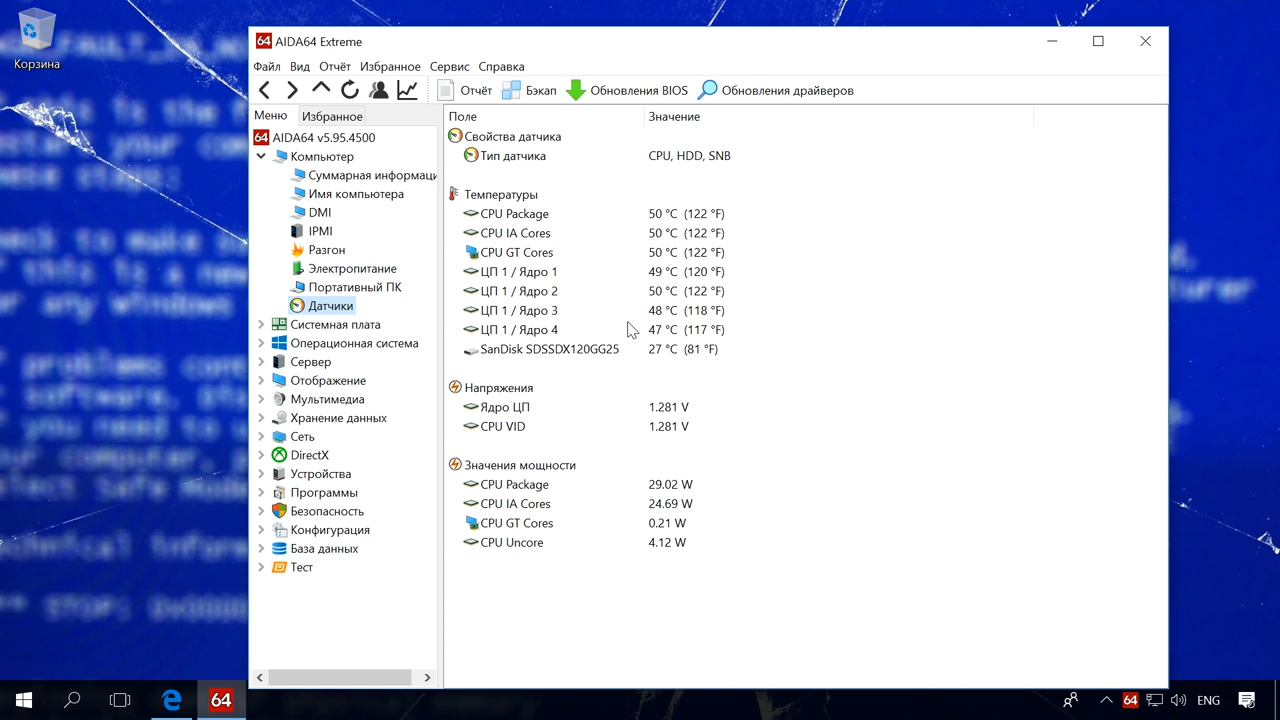 Корзина
64 AIDA64 Extreme
Файл Вид Отчёт Избранное Сервис Справка
Отчёт Бэкап Обновления BIOS Обновления драйверов
Меню Избранное
64 AIDA64 v5.95.4500
Компьютер
Суммарная информаци
Имя компьютера
DMI
IPMI
Разгон
Электропитание
Портативный ПК
Датчики
Системная плата
Операционная система
Сервер
Отображение
Мультимедиа
Хранение данных
Сеть
DirectX
Устройства
Программы
Безопасность
Конфигурация
База данных
Тест
Поле Значение
Свойства датчика
Тип датчика CPU, HDD, SNB
Температуры
CPU Package 50 °C (122 °F)
CPU IA Cores 50 °C (122 °F)
CPU GT Cores 50 °C (122 °F)
ЦП 1 / Ядро 1 49 °C (120 °F)
ЦП 1 / Ядро 2 50 °C (122 °F)
ЦП 1 / Ядро 3 48 °C (118 °F)
ЦП 1 / Ядро 4 47 °C (117 °F)
SanDisk SDSSDX120GG25 27 °C (81 °F)
Напряжения
Ядро ЦП 1.281 V
CPU VID 1.281 V
Значения мощности
CPU Package 29.02 W
CPU IA Cores 24.69 W
CPU GT Cores 0.21 W
CPU Uncore 4.12 W
64 64 ENG